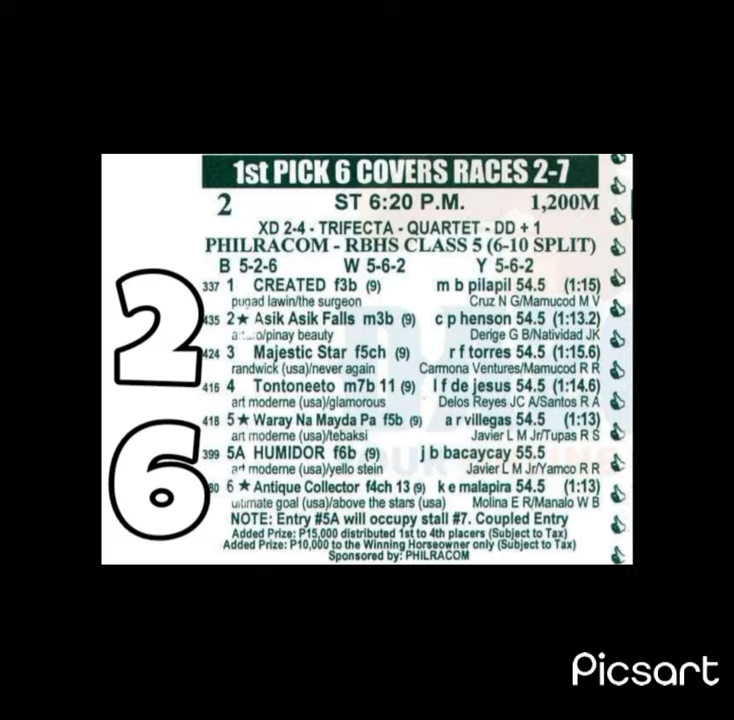 1st PICK 6 COVERS RACES 2-7
2 ST 6:20 P.M. 1,200M
XD 2-4 - TRIFECTA - QUARTET - DD + 1
PHILRACOM - RBHS CLASS 5 (6-10 SPLIT)
B 5-2-6 W 5-6-2 Y 5-6-2
337 1 CREATED f3b (9) m b pilapil 54.5 (1:15)
pugad lawin/the surgeon Cruz N G/Mamucod M V
2
435 2★ Asik Asik Falls m3b (9) c p henson 54.5 (1:13.2)
/pinay beauty Derige G B/Natividad JK
424 3 Majestic Star f5ch (9) r f torres 54.5 (1:15.6)
randwick (usa)/never again Carmona Ventures/Mamucod R R
416 4 Tontoneeto m7b 11 (9) l f de jesus 54.5 (1:14.6)
art moderne (usa)/glamorous Delos Reyes JC A/Santos R A
418 5★ Waray Na Mayda Pa f5b (9) a r villegas 54.5 (1:13)
art moderne (usa)/tebaksi Javier L M Jr/Tupas R S
6
399 5A HUMIDOR f6b (9) j b bacaycay 55.5
art moderne (usa)/yello stein Javier L M Jr/Yamco R R
6★ Antique Collector f4ch 13 (9) k e malapira 54.5 (1:13)
ultimate goal (usa)/above the stars (usa) Molina E R/Manalo W B
NOTE: Entry #5A will occupy stall #7. Coupled Entry
Added Prize: P15,000 distributed 1st to 4th placers (Subject to Tax)
Added Prize: P10,000 to the Winning Horseowner only (Subject to Tax)
Sponsored by: PHILRACOM
Picsart